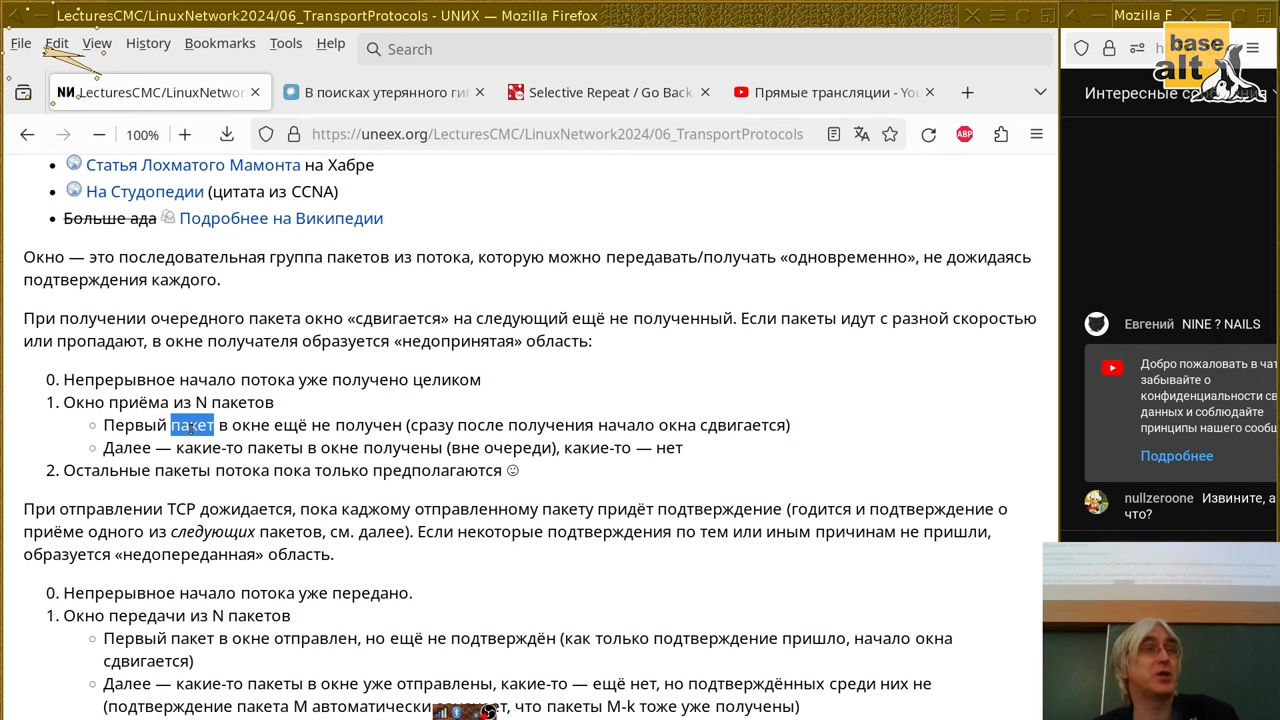 LecturesCMC/LinuxNetwork2024/06_TransportProtocols - UNИX — Mozilla Firefox
Mozilla F
File Edit View History Bookmarks Tools Help
Search
base
alt
NИ LecturesCMC/LinuxNetwor
В поисках утерянного гиг
Selective Repeat / Go Back
Прямые трансляции - You
Интересные
100%
https://uneex.org/LecturesCMC/LinuxNetwork2024/06_TransportProtocols
ABP
• Статья Лохматого Мамонта на Хабре
• На Студопедии (цитата из CCNA)
• Больше ада Подробнее на Википедии
Окно — это последовательная группа пакетов из потока, которую можно передавать/получать «одновременно», не дожидаясь
подтверждения каждого.
При получении очередного пакета окно «сдвигается» на следующий ещё не полученный. Если пакеты идут с разной скоростью
или пропадают, в окне получателя образуется «недопринятая» область:
0. Непрерывное начало потока уже получено целиком
1. Окно приёма из N пакетов
○ Первый пакет в окне ещё не получен (сразу после получения начало окна сдвигается)
○ Далее — какие-то пакеты в окне получены (вне очереди), какие-то — нет
2. Остальные пакеты потока пока только предполагаются ☺
При отправлении TCP дожидается, пока каджому отправленному пакету придёт подтверждение (годится и подтверждение о
приёме одного из следующих пакетов, см. далее). Если некоторые подтверждения по тем или иным причинам не пришли,
образуется «недопереданная» область.
0. Непрерывное начало потока уже передано.
1. Окно передачи из N пакетов
○ Первый пакет в окне отправлен, но ещё не подтверждён (как только подтверждение пришло, начало окна
сдвигается)
○ Далее — какие-то пакеты в окне уже отправлены, какие-то — ещё нет, но подтверждённых среди них не
(подтверждение пакета M автоматически что пакеты M-k тоже уже получены)
Евгений NINE ? NAILS
Добро пожаловать в чат
забывайте о
конфиденциальности св
данных и соблюдайте
принципы нашего сообщ
Подробнее
nullzeroone Извините, а
что?